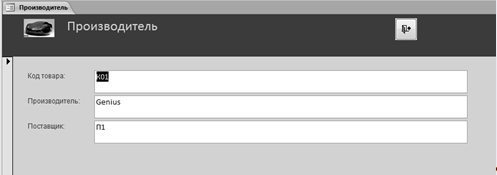 Производитель
Производитель
Код товара:
К01
Производитель:
Genius
Поставщик:
П1